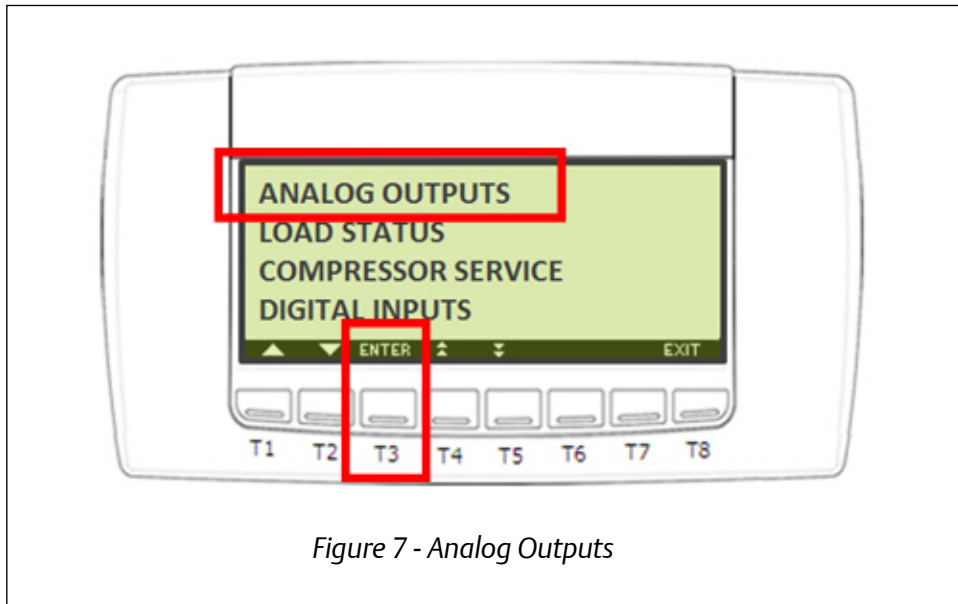 ANALOG OUTPUTS
LOAD STATUS
COMPRESSOR SERVICE
DIGITAL INPUTS
ENTER EXIT
T1 T2 T3 T4 T5 T6 T7 T8
Figure 7 - Analog Outputs